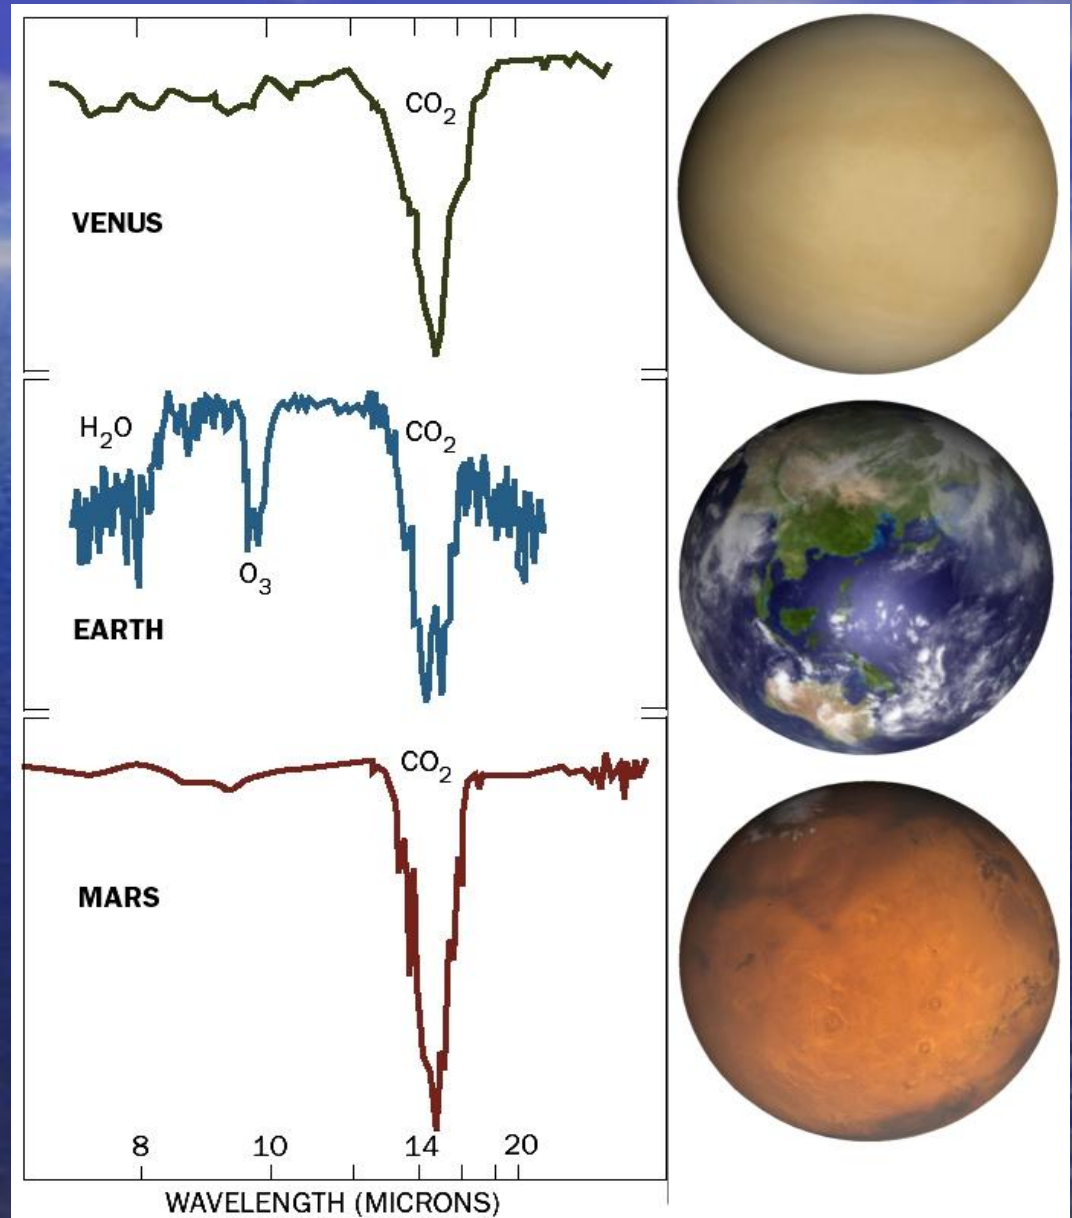 CO₂
VENUS
H₂O
CO₂
O₃
EARTH
CO₂
MARS
8 10 14 20
WAVELENGTH (MICRONS)